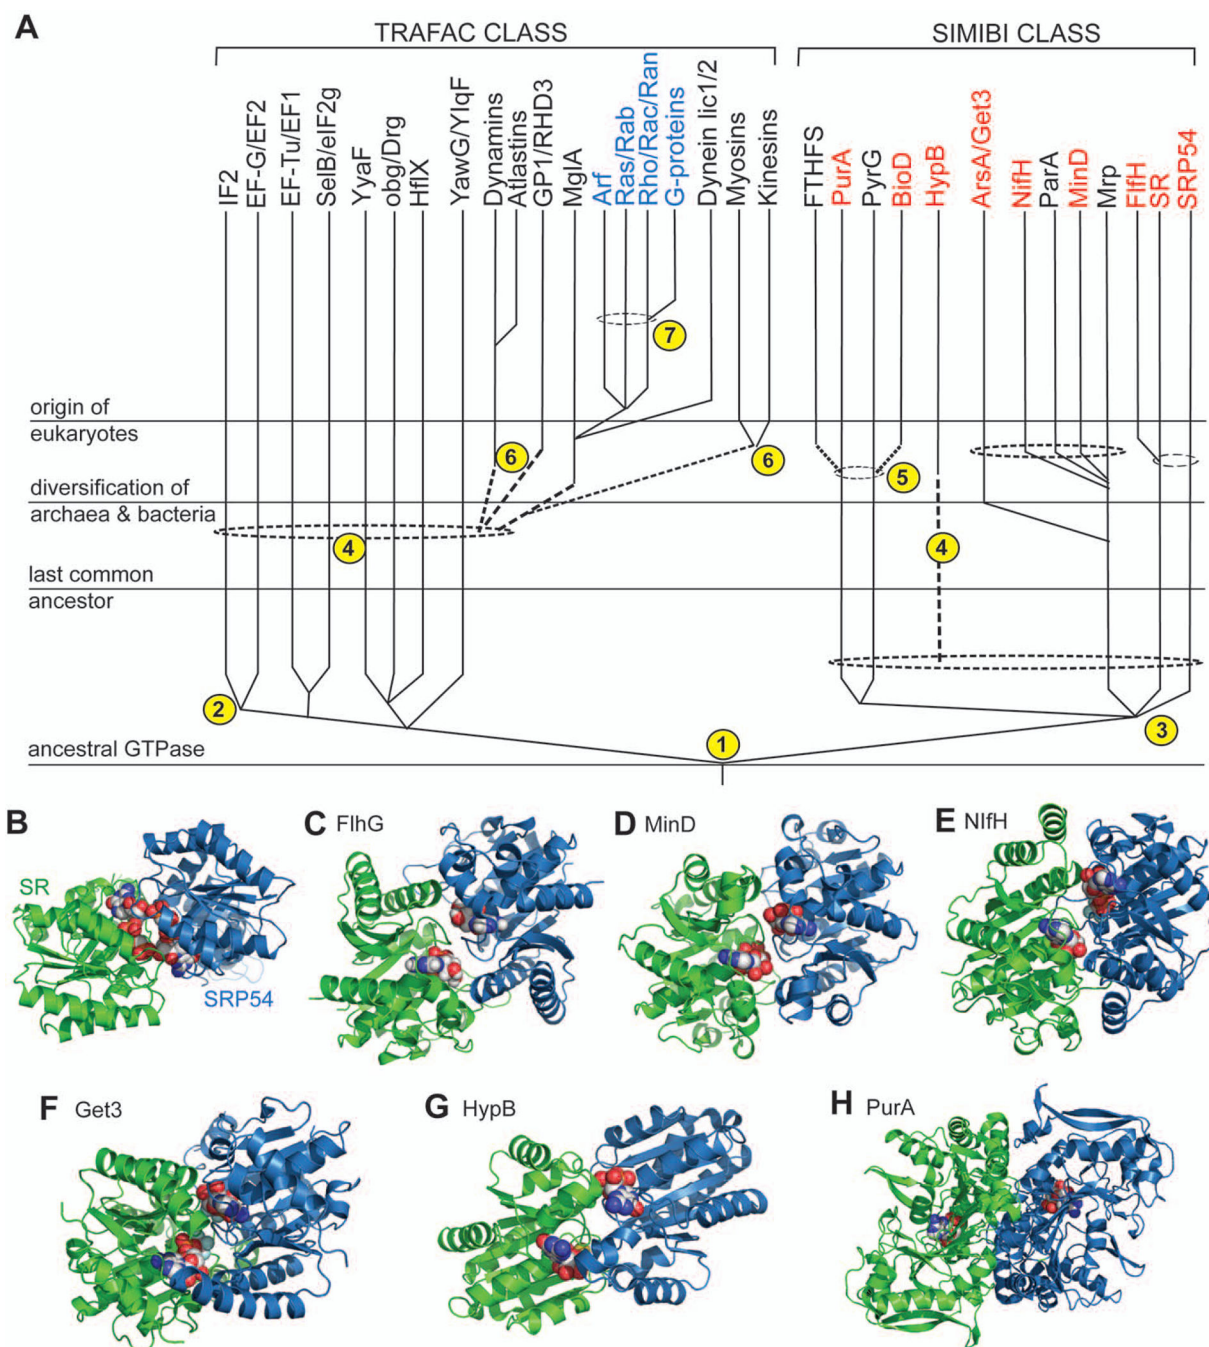 A
TRAFAC CLASS
SIMIBI CLASS
IF2
EF-G/EF2
EF-Tu/EF1
SelB/eIF2g
YyaF
obg/Drg
HflX
YawG/YlqF
Dynamins
Atlastins
GP1/RHD3
MglA
Arf
Ras/Rab
Rho/Rac/Ran
G-proteins
Dynein lic1/2
Myosins
Kinesins
FTHFS
PurA
PyrG
BioD
HypB
ArsA/Get3
NifH
ParA
MinD
Mrp
FlfH
SR
SRP54
7
origin of
eukaryotes
6
6
5
diversification of
archaea & bacteria
4
4
last common
ancestor
2
3
1
ancestral GTPase
B
SR
SRP54
C FlhG
D MinD
E NIfH
F Get3
G HypB
H PurA